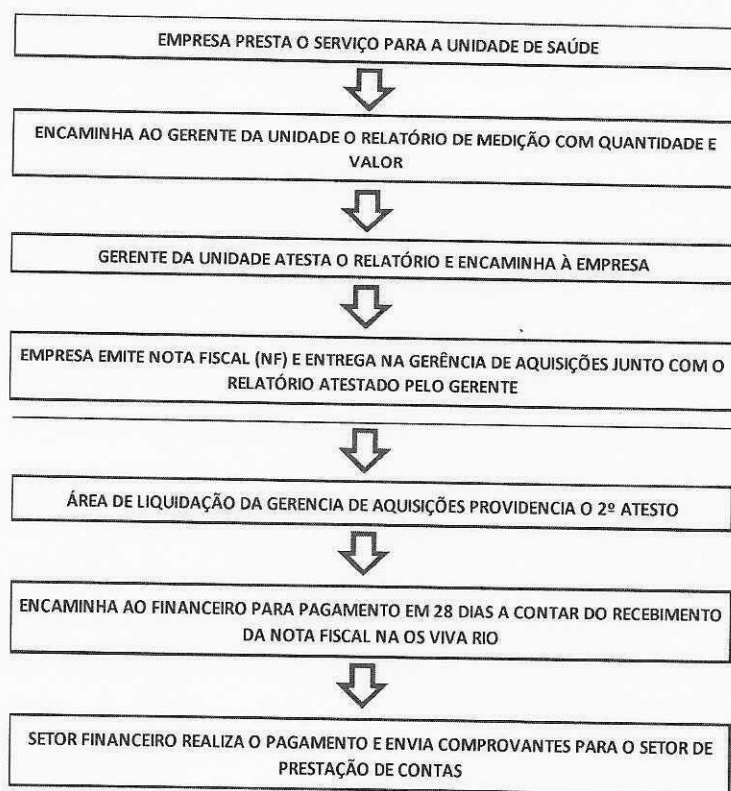 EMPRESA PRESTA O SERVIÇO PARA A UNIDADE DE SAÚDE
ENCAMINHA AO GERENTE DA UNIDADE O RELATÓRIO DE MEDIÇÃO COM QUANTIDADE E
VALOR
GERENTE DA UNIDADE ATESTA O RELATÓRIO E ENCAMINHA À EMPRESA
EMPRESA EMITE NOTA FISCAL (NF) E ENTREGA NA GERÊNCIA DE AQUISIÇÕES JUNTO COM O
RELATÓRIO ATESTADO PELO GERENTE
ÁREA DE LIQUIDAÇÃO DA GERENCIA DE AQUISIÇÕES PROVIDENCIA O 2º ATESTO
ENCAMINHA AO FINANCEIRO PARA PAGAMENTO EM 28 DIAS A CONTAR DO RECEBIMENTO
DA NOTA FISCAL NA OS VIVA RIO
SETOR FINANCEIRO REALIZA O PAGAMENTO E ENVIA COMPROVANTES PARA O SETOR DE
PRESTAÇÃO DE CONTAS